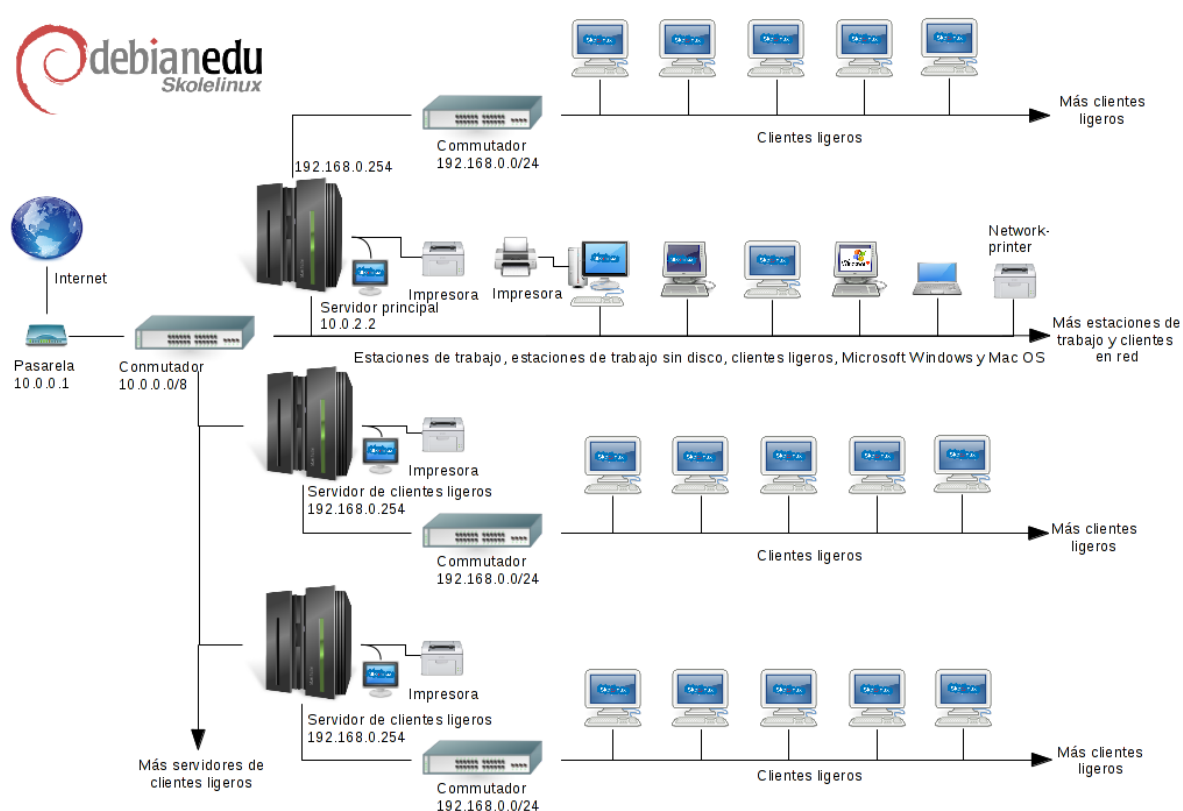 debianedu
Skolelinux
Más clientes
ligeros
Clientes ligeros
Commutador
192.168.0.0/24
192.168.0.254
Internet
Impresora
Impresora
Network-
printer
Servidor principal
10.0.2.2
Más estaciones de
trabajo y clientes
en red
Pasarela
10.0.0.1
Conmutador
10.0.0.0/8
Estaciones de trabajo, estaciones de trabajo sin disco, clientes ligeros, Microsoft Windows y Mac OS
Impresora
Servidor de clientes ligeros
192.168.0.254
Commutador
192.168.0.0/24
Clientes ligeros
Más clientes
ligeros
Impresora
Servidor de clientes ligeros
192.168.0.254
Commutador
192.168.0.0/24
Clientes ligeros
Más clientes
ligeros
Más servidores de
clientes ligeros